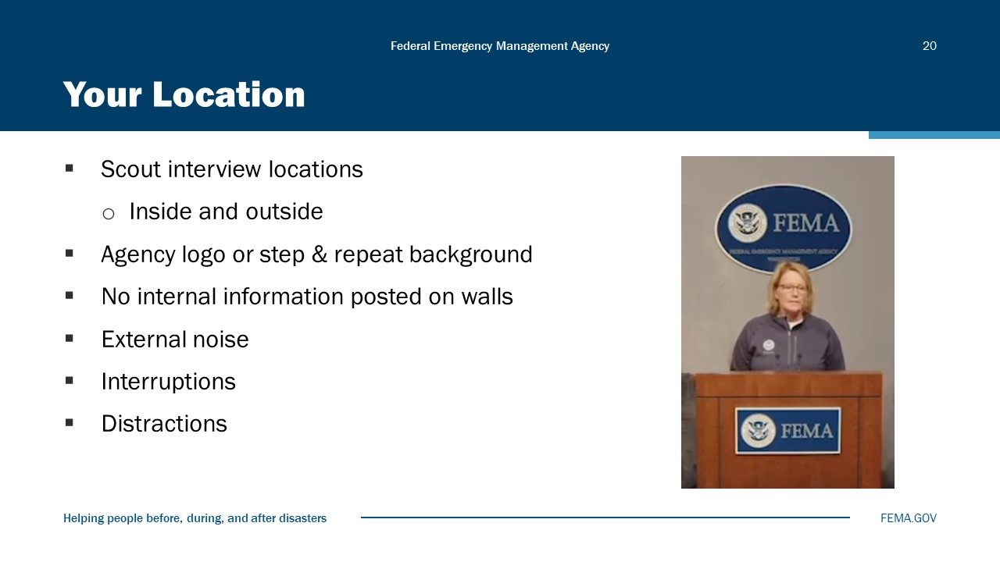 Federal Emergency Management Agency
20
Your Location
▪ Scout interview locations
o Inside and outside
▪ Agency logo or step & repeat background
▪ No internal information posted on walls
▪ External noise
▪ Interruptions
▪ Distractions
FEMA
FEDERAL EMERGENCY MANAGEMENT AGENCY
WASHINGTON
FEMA
Helping people before, during, and after disasters
FEMA.GOV